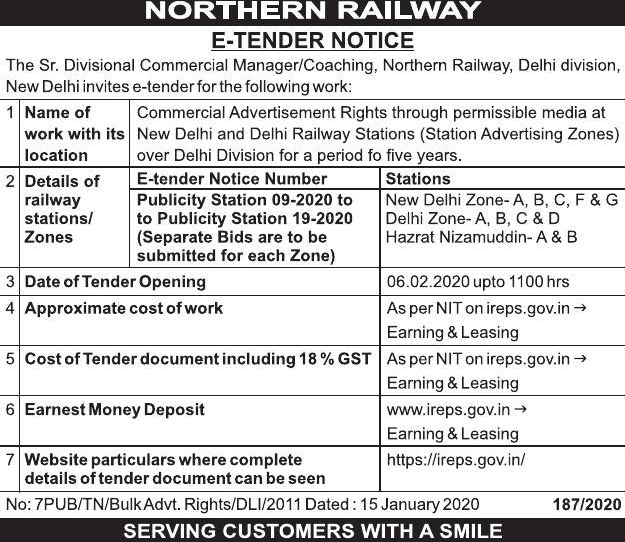 NORTHERN RAILWAY
E-TENDER NOTICE
The Sr. Divisional Commercial Manager/Coaching, Northern Railway, Delhi division,
New Delhi invites e-tender for the following work:
1 Name of work with its location
Commercial Advertisement Rights through permissible media at
New Delhi and Delhi Railway Stations (Station Advertising Zones)
over Delhi Division for a period fo five years.
2 Details of railway stations/ Zones
E-tender Notice Number
Publicity Station 09-2020 to
to Publicity Station 19-2020
(Separate Bids are to be
submitted for each Zone)
Stations
New Delhi Zone- A, B, C, F & G
Delhi Zone- A, B, C & D
Hazrat Nizamuddin- A & B
3 Date of Tender Opening 06.02.2020 upto 1100 hrs
4 Approximate cost of work As per NIT on ireps.gov.in →
Earning & Leasing
5 Cost of Tender document including 18 % GST As per NIT on ireps.gov.in →
Earning & Leasing
6 Earnest Money Deposit www.ireps.gov.in →
Earning & Leasing
7 Website particulars where complete https://ireps.gov.in/
details of tender document can be seen
No: 7PUB/TN/Bulk Advt. Rights/DLI/2011 Dated : 15 January 2020 187/2020
SERVING CUSTOMERS WITH A SMILE